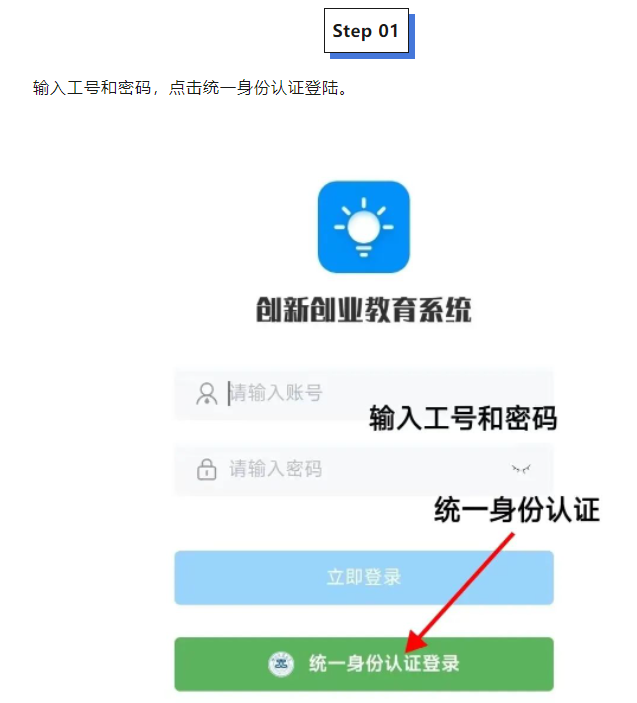 Step 01
输入工号和密码，点击统一身份认证登陆。
创新创业教育系统
请输入账号
输入工号和密码
请输入密码
统一身份认证
立即登录
统一身份认证登录